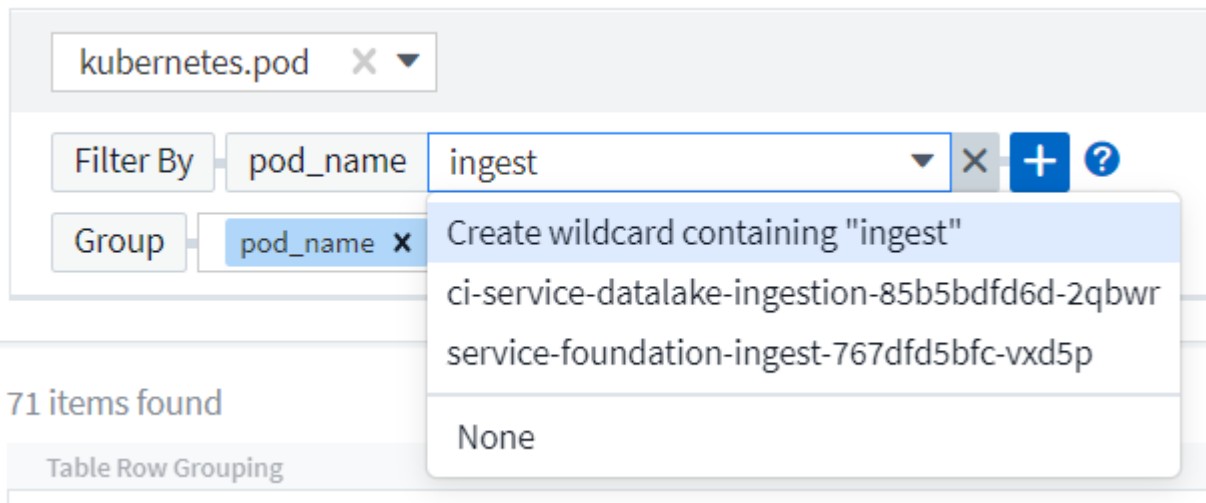 kubernetes.pod
Filter By pod_name ingest
Group pod_name
Create wildcard containing "ingest"
ci-service-datalake-ingestion-85b5bdfd6d-2qbwr
service-foundation-ingest-767dfd5bfc-vxd5p
None
71 items found
Table Row Grouping